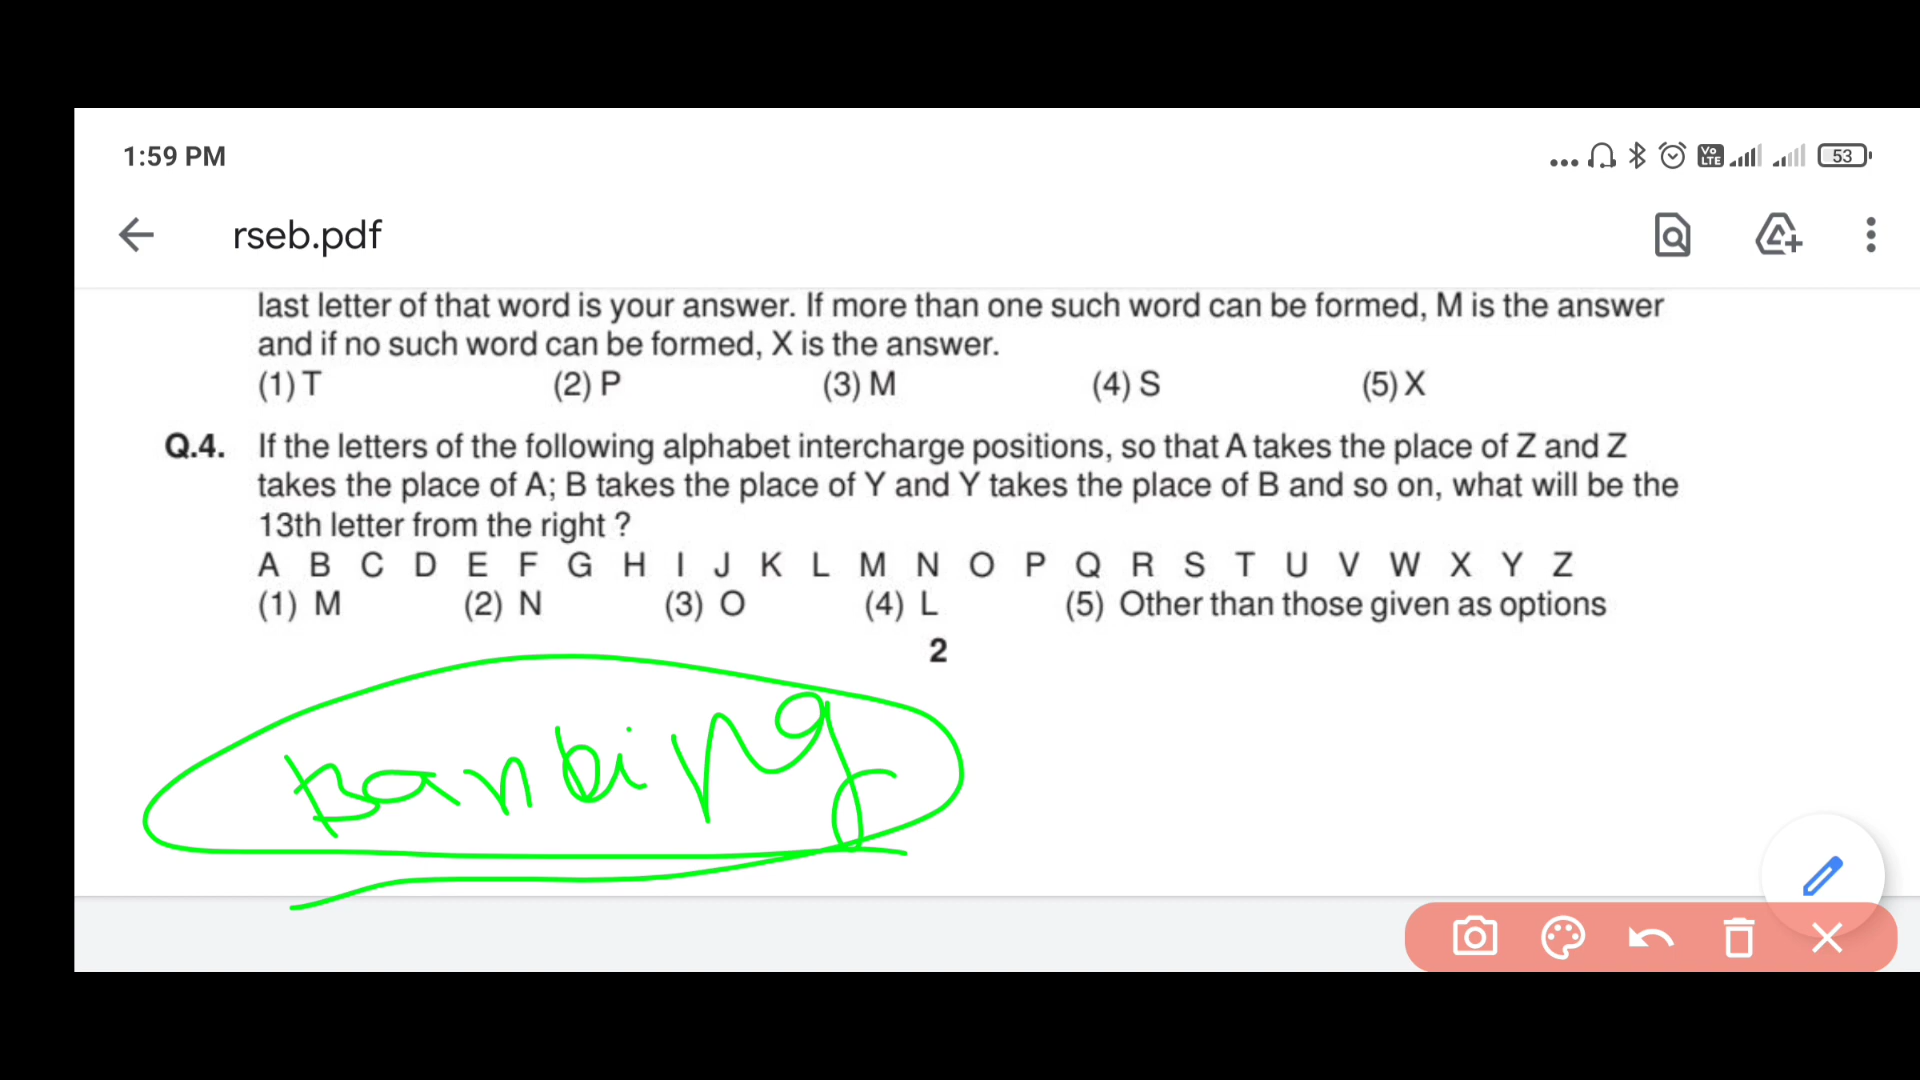 1:59 PM
Vo LTE 53
rseb.pdf
last letter of that word is your answer. If more than one such word can be formed, M is the answer
and if no such word can be formed, X is the answer.
(1) T (2) P (3) M (4) S (5) X
Q.4. If the letters of the following alphabet intercharge positions, so that A takes the place of Z and Z
takes the place of A; B takes the place of Y and Y takes the place of B and so on, what will be the
13th letter from the right ?
A B C D E F G H I J K L M N O P Q R S T U V W X Y Z
(1) M (2) N (3) O (4) L (5) Other than those given as options
2